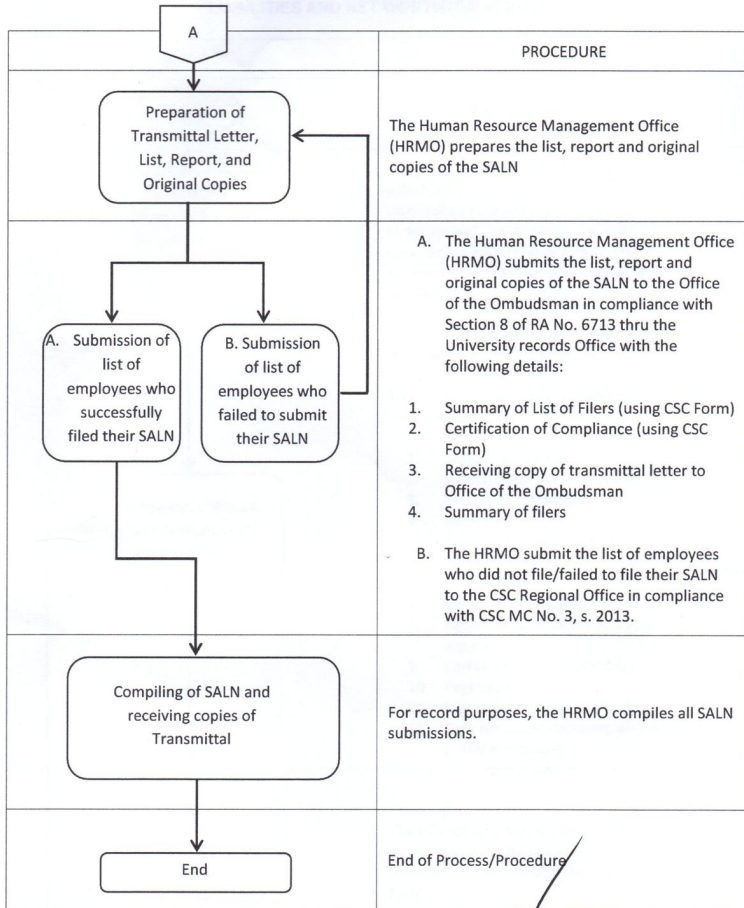 A
PROCEDURE
Preparation of
Transmittal Letter,
List, Report, and
Original Copies
The Human Resource Management Office
(HRMO) prepares the list, report and original
copies of the SALN
A. Submission of
list of
employees who
successfully
filed their SALN
B. Submission
of list of
employees who
failed to submit
their SALN
A. The Human Resource Management Office
(HRMO) submits the list, report and
original copies of the SALN to the Office
of the Ombudsman in compliance with
Section 8 of RA No. 6713 thru the
University records Office with the
following details:
1. Summary of List of Filers (using CSC Form)
2. Certification of Compliance (using CSC
Form)
3. Receiving copy of transmittal letter to
Office of the Ombudsman
4. Summary of filers
B. The HRMO submit the list of employees
who did not file/failed to file their SALN
to the CSC Regional Office in compliance
with CSC MC No. 3, s. 2013.
Compiling of SALN and
receiving copies of
Transmittal
For record purposes, the HRMO compiles all SALN
submissions.
End
End of Process/Procedure